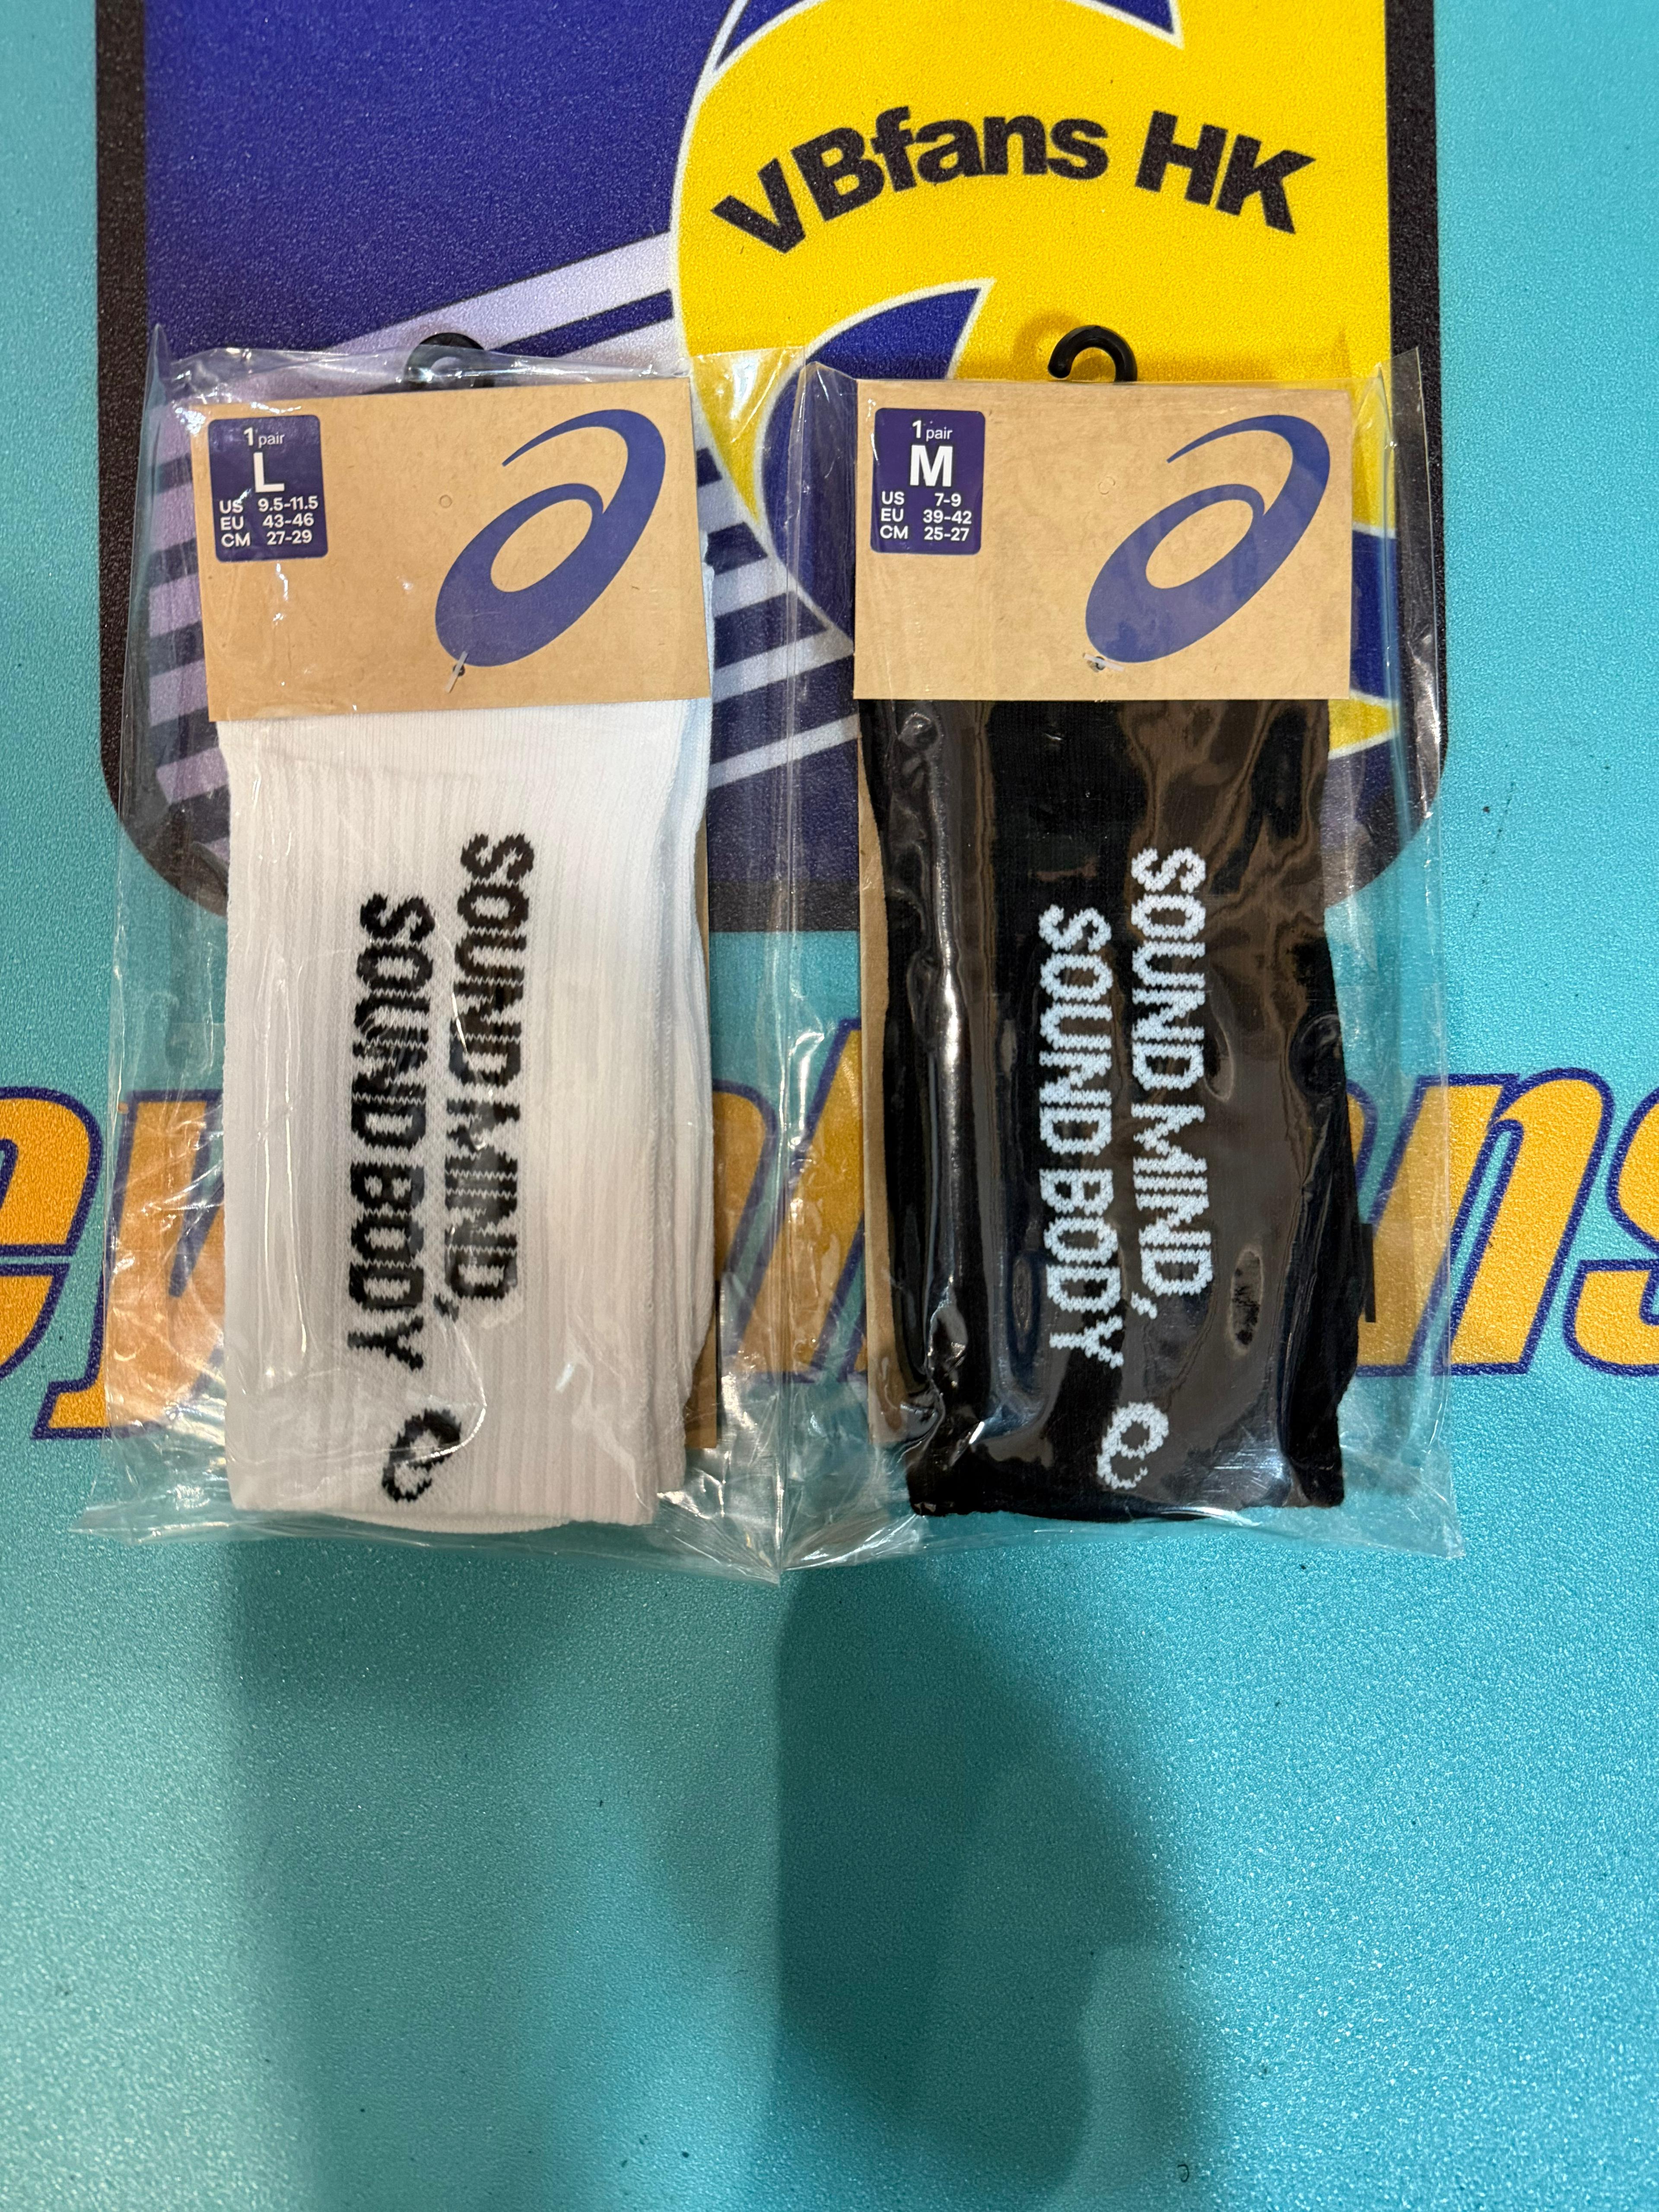 VBfans HK
1 pair
L
US 9.5-11.5
EU 43-46
CM 27-29
1 pair
M
US 7-9
EU 39-42
CM 25-27
SOUND MIND,
SOUND BODY
SOUND MIND,
SOUND BODY